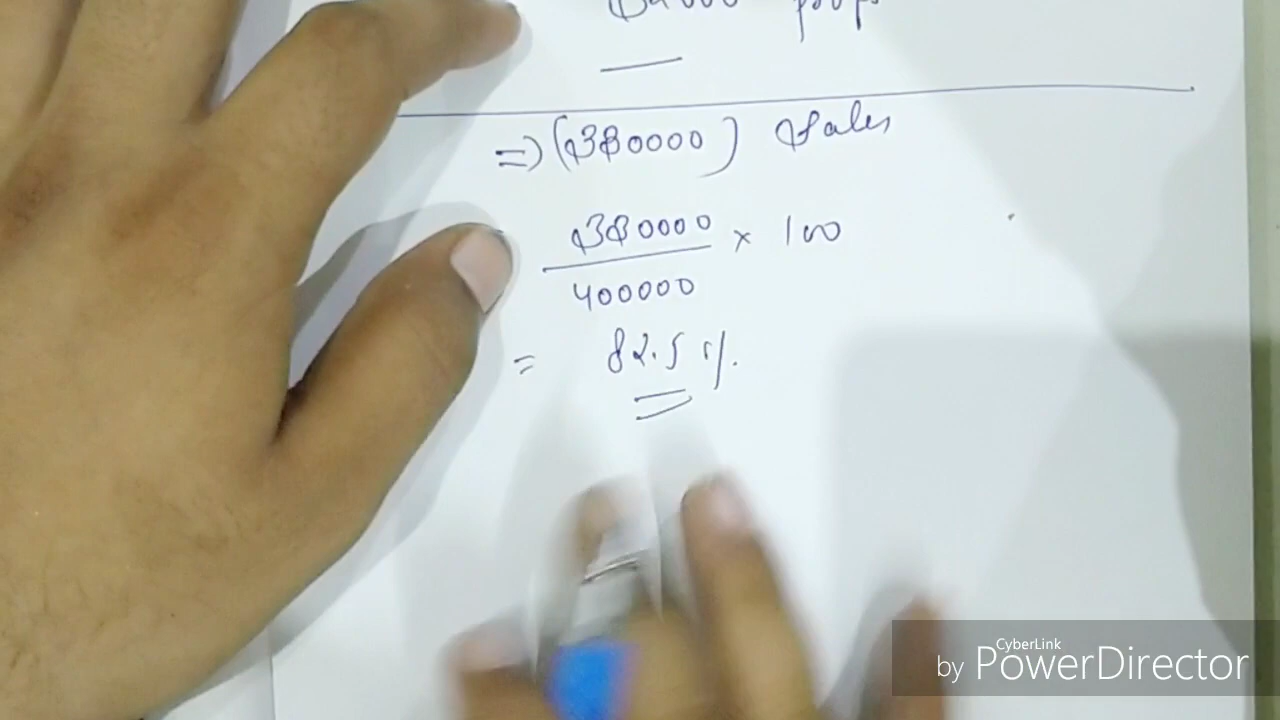 => (330000) Sales
330000 × 100
400000
= 82.5 %.
CyberLink
by PowerDirector